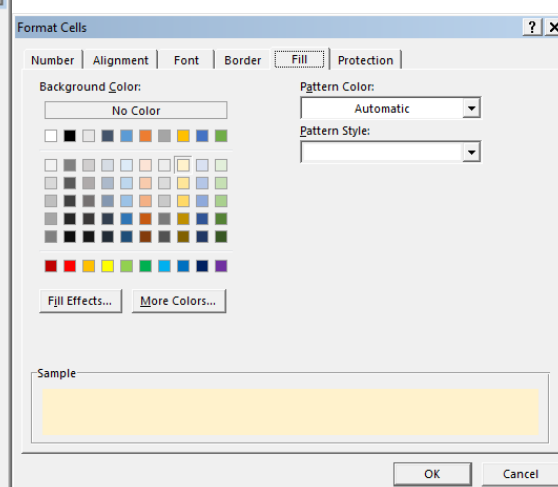 Format Cells
Number Alignment Font Border Fill Protection
Background Color:
No Color
Pattern Color:
Automatic
Pattern Style:
Fill Effects...
More Colors...
Sample
OK
Cancel